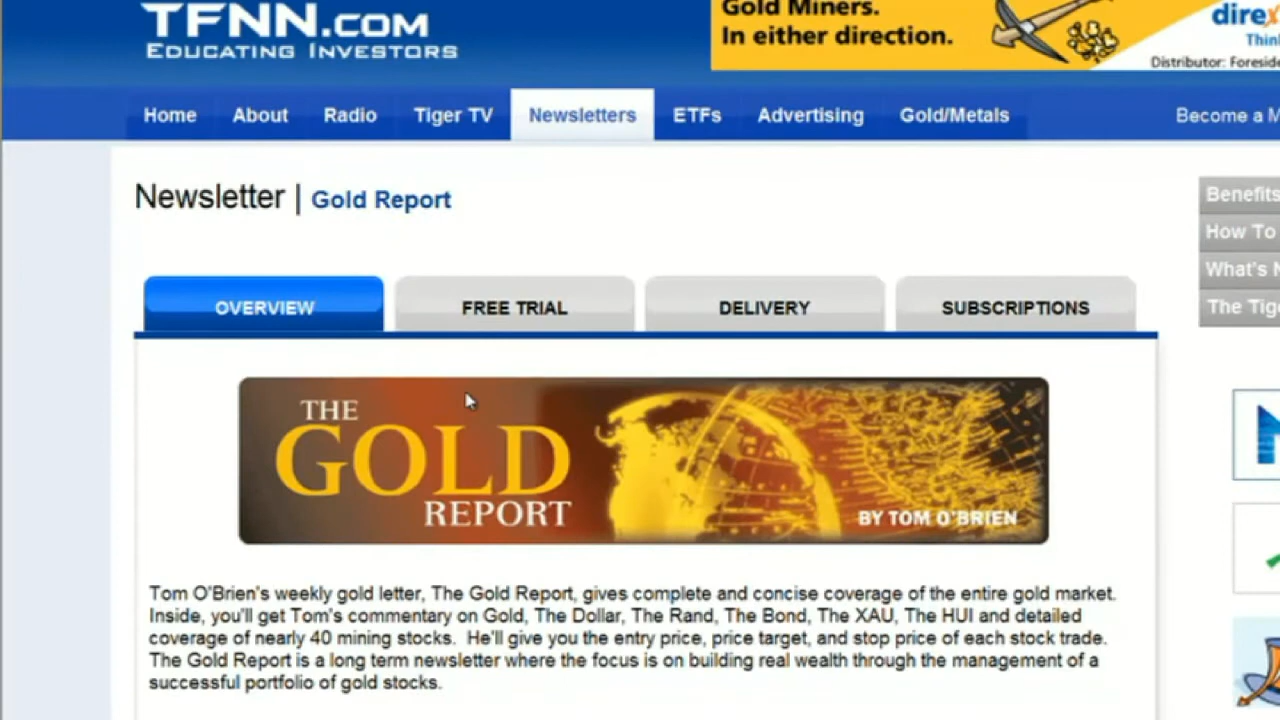 TFNN.COM
EDUCATING INVESTORS
Gold Miners.
In either direction.
Distributor:
Home About Radio Tiger TV Newsletters ETFs Advertising Gold/Metals Become a
Newsletter | Gold Report
Benefits
How To
What's
The
OVERVIEW FREE TRIAL DELIVERY SUBSCRIPTIONS
THE
GOLD
REPORT
BY TOM O'BRIEN
Tom O'Brien's weekly gold letter, The Gold Report, gives complete and concise coverage of the entire gold market.
Inside, you'll get Tom's commentary on Gold, The Dollar, The Rand, The Bond, The XAU, The HUI and detailed
coverage of nearly 40 mining stocks. He'll give you the entry price, price target, and stop price of each stock trade.
The Gold Report is a long term newsletter where the focus is on building real wealth through the management of a
successful portfolio of gold stocks.